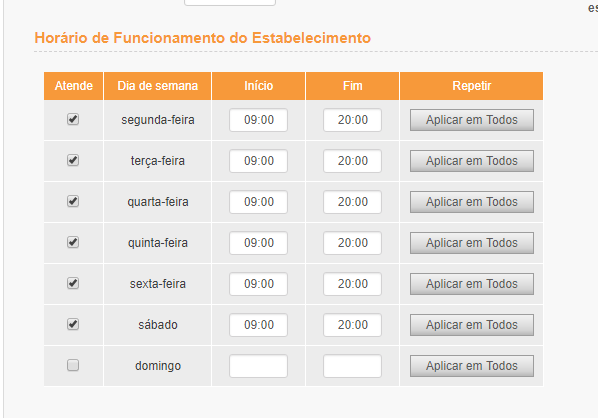 es
Horário de Funcionamento do Estabelecimento
Atende Dia de semana Início Fim Repetir
segunda-feira 09:00 20:00 Aplicar em Todos
terça-feira 09:00 20:00 Aplicar em Todos
quarta-feira 09:00 20:00 Aplicar em Todos
quinta-feira 09:00 20:00 Aplicar em Todos
sexta-feira 09:00 20:00 Aplicar em Todos
sábado 09:00 20:00 Aplicar em Todos
domingo Aplicar em Todos